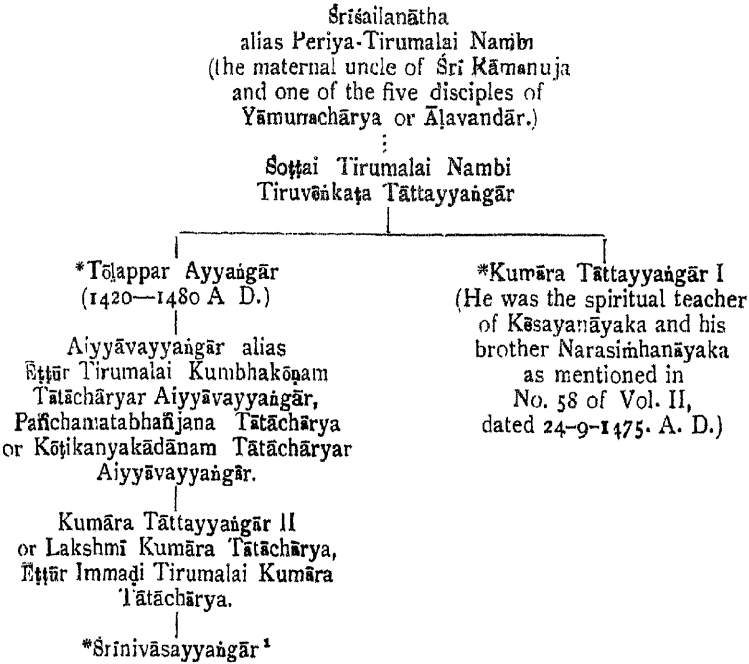 Śrīśailanātha
alias Periya-Tirumalai Nambi
(the maternal uncle of Śrī Rāmanuja
and one of the five disciples of
Yāmunachārya or Āḷavandār.)
Śoṭṭai Tirumalai Nambi
Tiruvēṅkaṭa Tāttayyaṅgār
*Tōḷappar Ayyaṅgār
(1420—1480 A D.)
Aiyyāvayyaṅgār alias
Eṭṭūr Tirumalai Kumbhakōṇam
Tātāchāryar Aiyyāvayyaṅgār,
Pañchamatabhañjana Tātāchārya
or Kōṭikanyakādānam Tātāchāryar
Aiyyāvayyaṅgār.
Kumāra Tāttayyaṅgār II
or Lakshmī Kumāra Tātāchārya,
Eṭṭūr Immaḍi Tirumalai Kumāra
Tātāchārya.
*Śrīnivāsayyaṅgār ¹
*Kumāra Tāttayyaṅgār I
(He was the spiritual teacher
of Kēsayanāyaka and his
brother Narasiṁhanāyaka
as mentioned in
No. 58 of Vol. II,
dated 24-9-1475. A. D.)